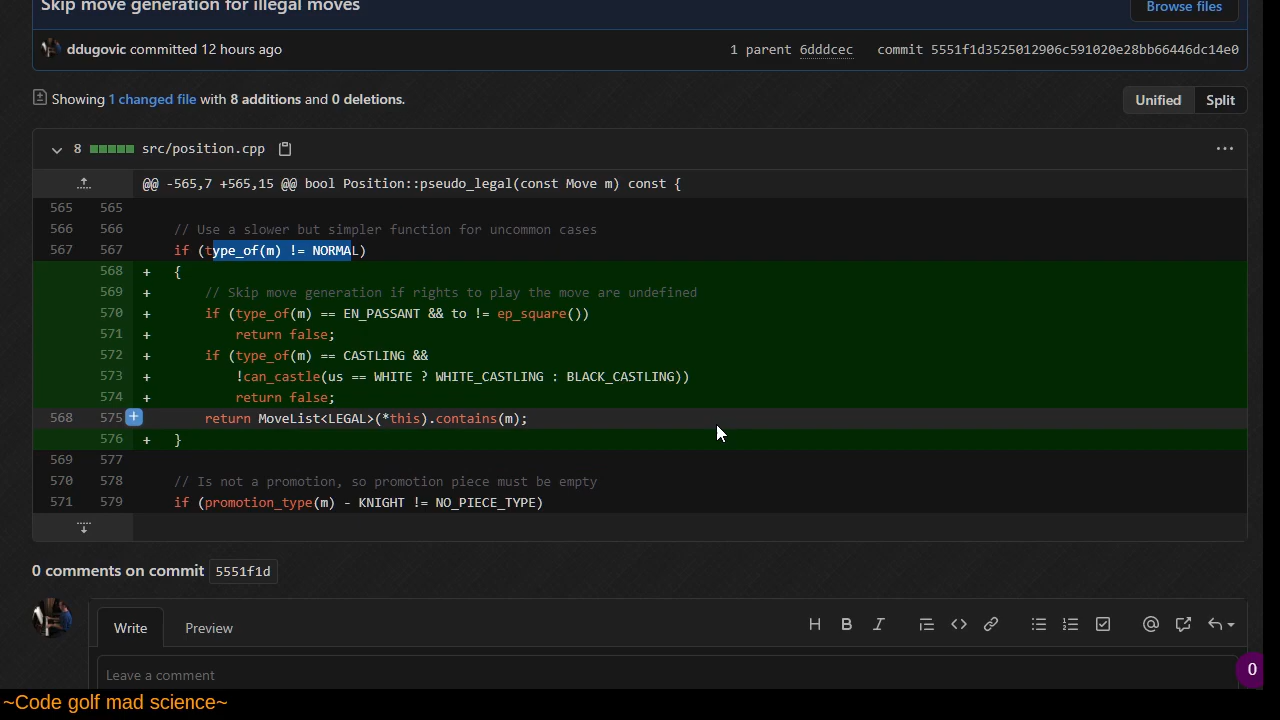 Skip move generation for illegal moves
Browse files
ddugovic committed 12 hours ago
1 parent 6dddcec commit 5551f1d3525012906c591020e28bb66446dc14e0
Showing 1 changed file with 8 additions and 0 deletions.
Unified Split
8 src/position.cpp
@@ -565,7 +565,15 @@ bool Position::pseudo_legal(const Move m) const {
565 565
566 566 // Use a slower but simpler function for uncommon cases
567 567 if (type_of(m) != NORMAL)
568 + {
569 + // Skip move generation if rights to play the move are undefined
570 + if (type_of(m) == EN_PASSANT && to != ep_square())
571 + return false;
572 + if (type_of(m) == CASTLING &&
573 + !can_castle(us == WHITE ? WHITE_CASTLING : BLACK_CASTLING))
574 + return false;
568 575 + return MoveList<LEGAL>(*this).contains(m);
576 + }
569 577
570 578 // Is not a promotion, so promotion piece must be empty
571 579 if (promotion_type(m) - KNIGHT != NO_PIECE_TYPE)
0 comments on commit 5551f1d
Write Preview
Leave a comment
0
~Code golf mad science~